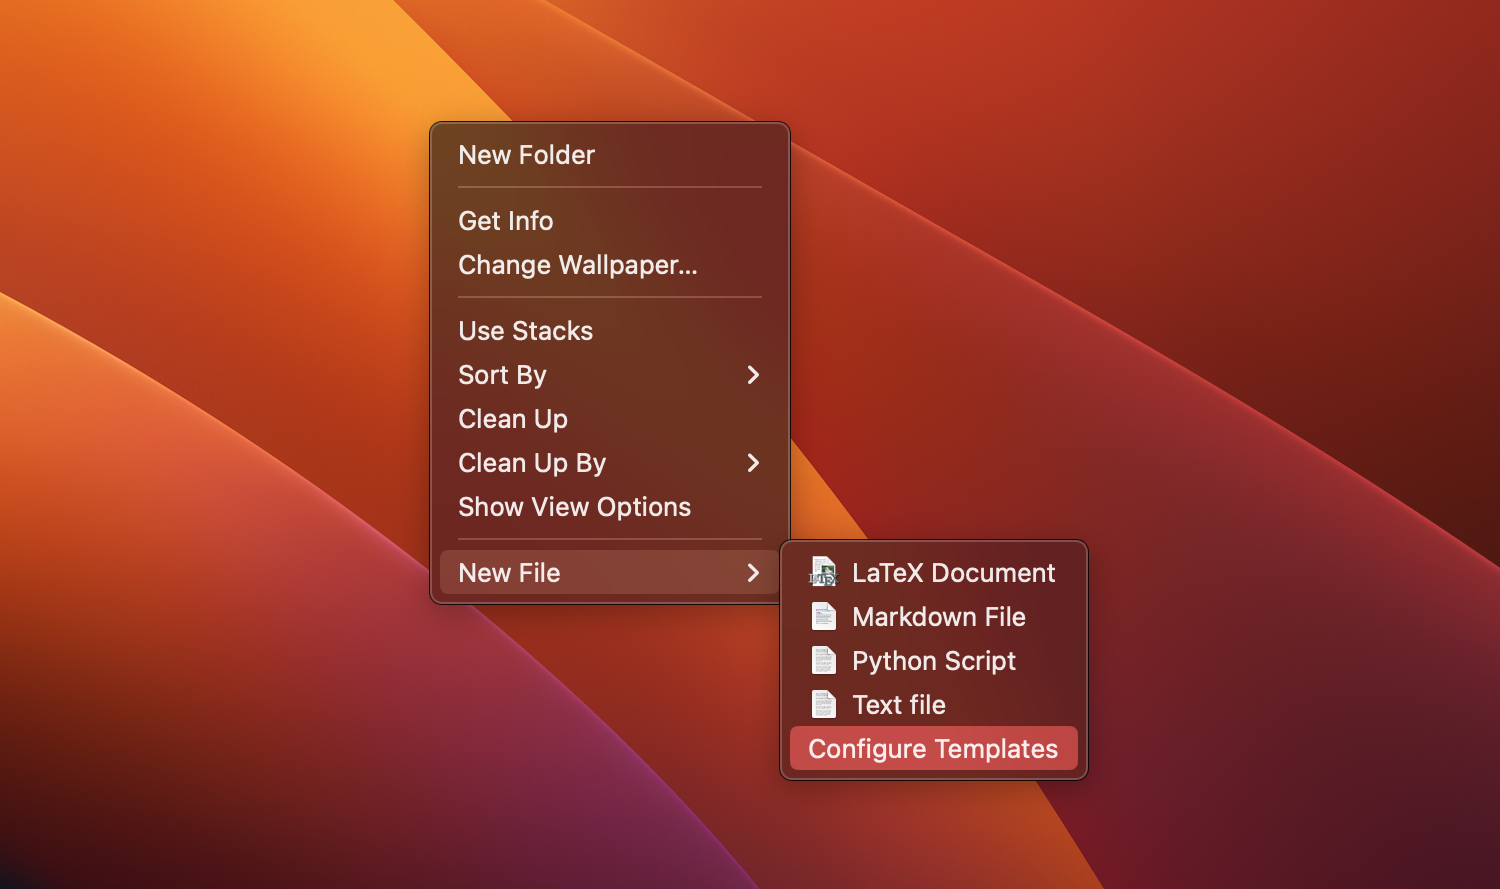 New Folder
Get Info
Change Wallpaper...
Use Stacks
Sort By
Clean Up
Clean Up By
Show View Options
New File
LaTeX Document
Markdown File
Python Script
Text file
Configure Templates